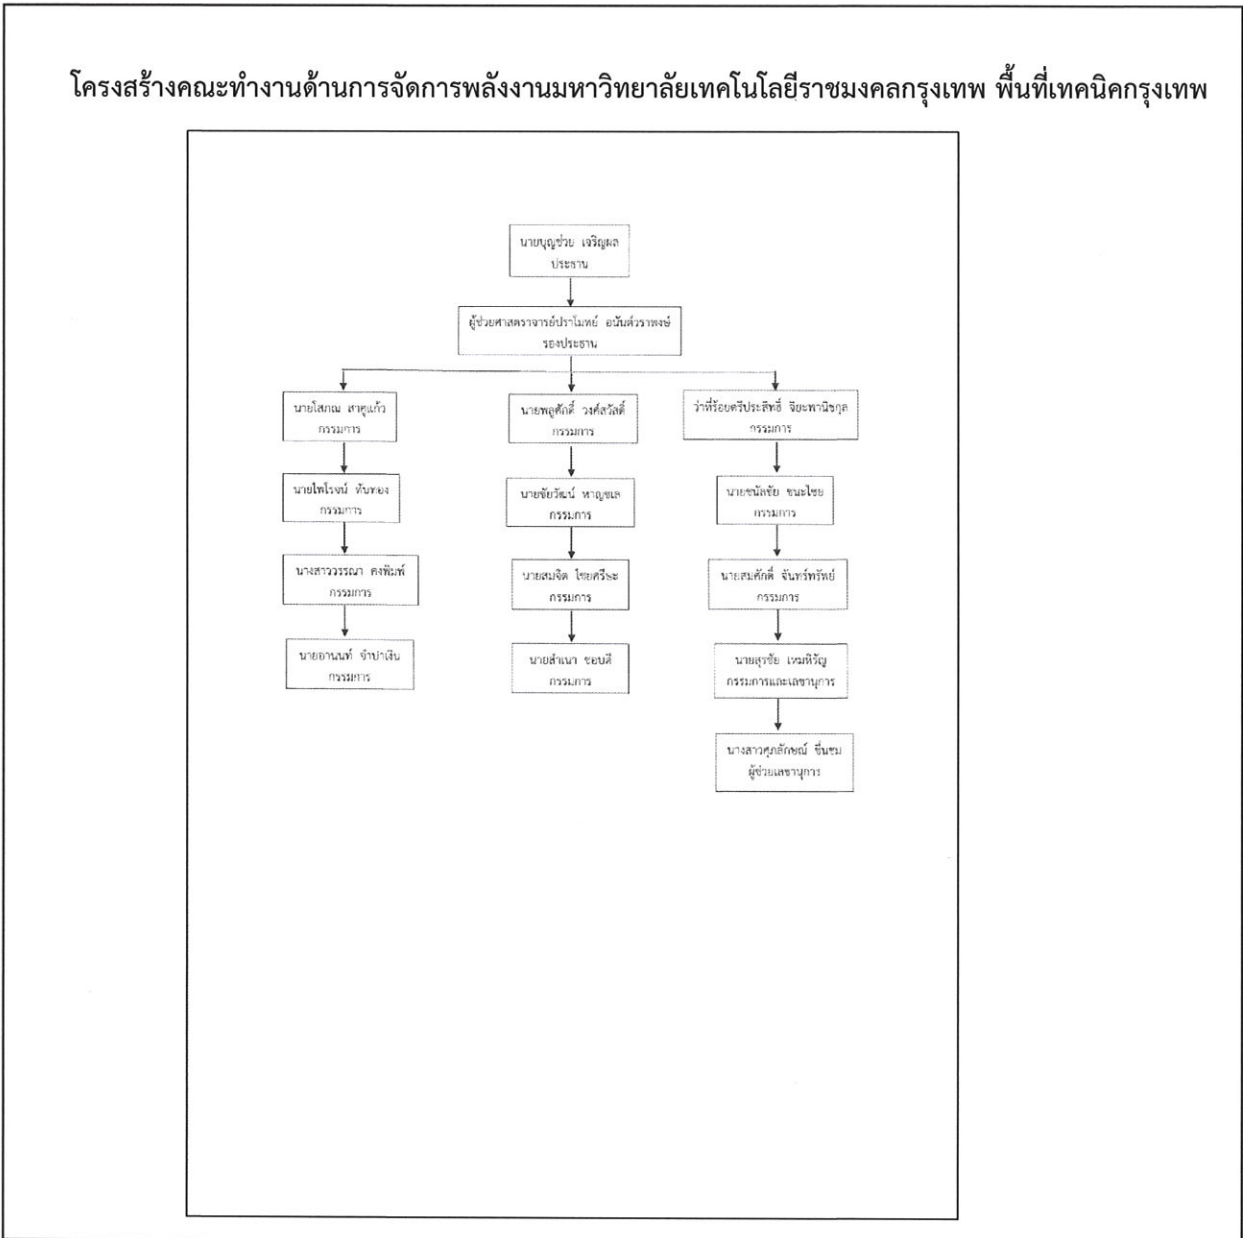 โครงสร้างคณะทำงานด้านการจัดการพลังงานมหาวิทยาลัยเทคโนโลยีราชมงคลกรุงเทพ พื้นที่เทคนิคกรุงเทพ
นายบุญช่วย เจริญผล
ประธาน
ผู้ช่วยศาสตราจารย์ปราโมทย์ อนันต์วราพงษ์
รองประธาน
นายโสภณ สาคูแก้ว
กรรมการ
นายพลูศักดิ์ วงศ์สวัสดิ์
กรรมการ
ว่าที่ร้อยตรีประสิทธิ์ จิยะพานิชกุล
กรรมการ
นายไพโรจน์ ทับทอง
กรรมการ
นายชัยวัฒน์ หาญชเล
กรรมการ
นายชนัลชัย ชนะไชย
กรรมการ
นางสาววรรณา คงพิมพ์
กรรมการ
นายสมจิต ไชยศรีษะ
กรรมการ
นายสมศักดิ์ จันทร์ทรัพย์
กรรมการ
นายอานนท์ จำปาเงิน
กรรมการ
นายสำเนา ชอบดี
กรรมการ
นายสุรชัย เหมหิรัญ
กรรมการและเลขานุการ
นางสาวศุภลักษณ์ ชื่นชม
ผู้ช่วยเลขานุการ